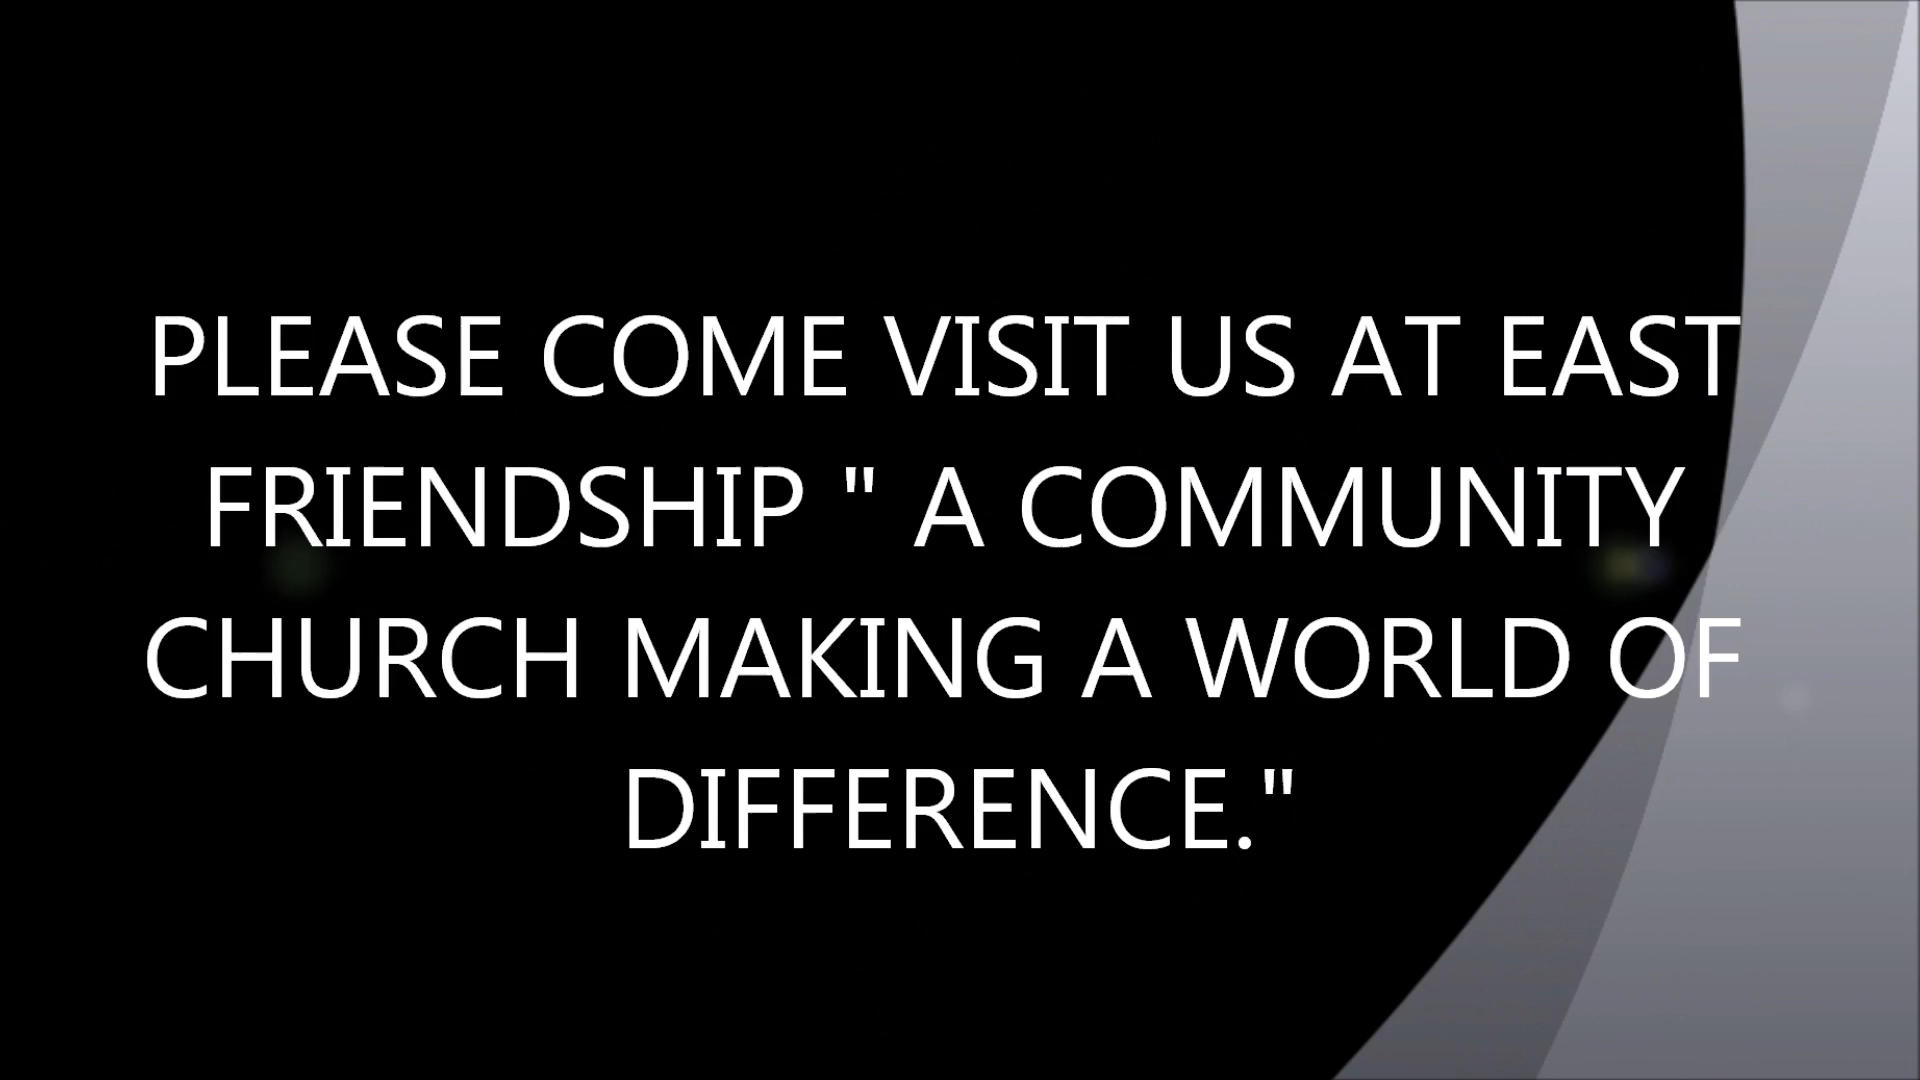 PLEASE COME VISIT US AT EAST
FRIENDSHIP " A COMMUNITY
CHURCH MAKING A WORLD OF
DIFFERENCE."